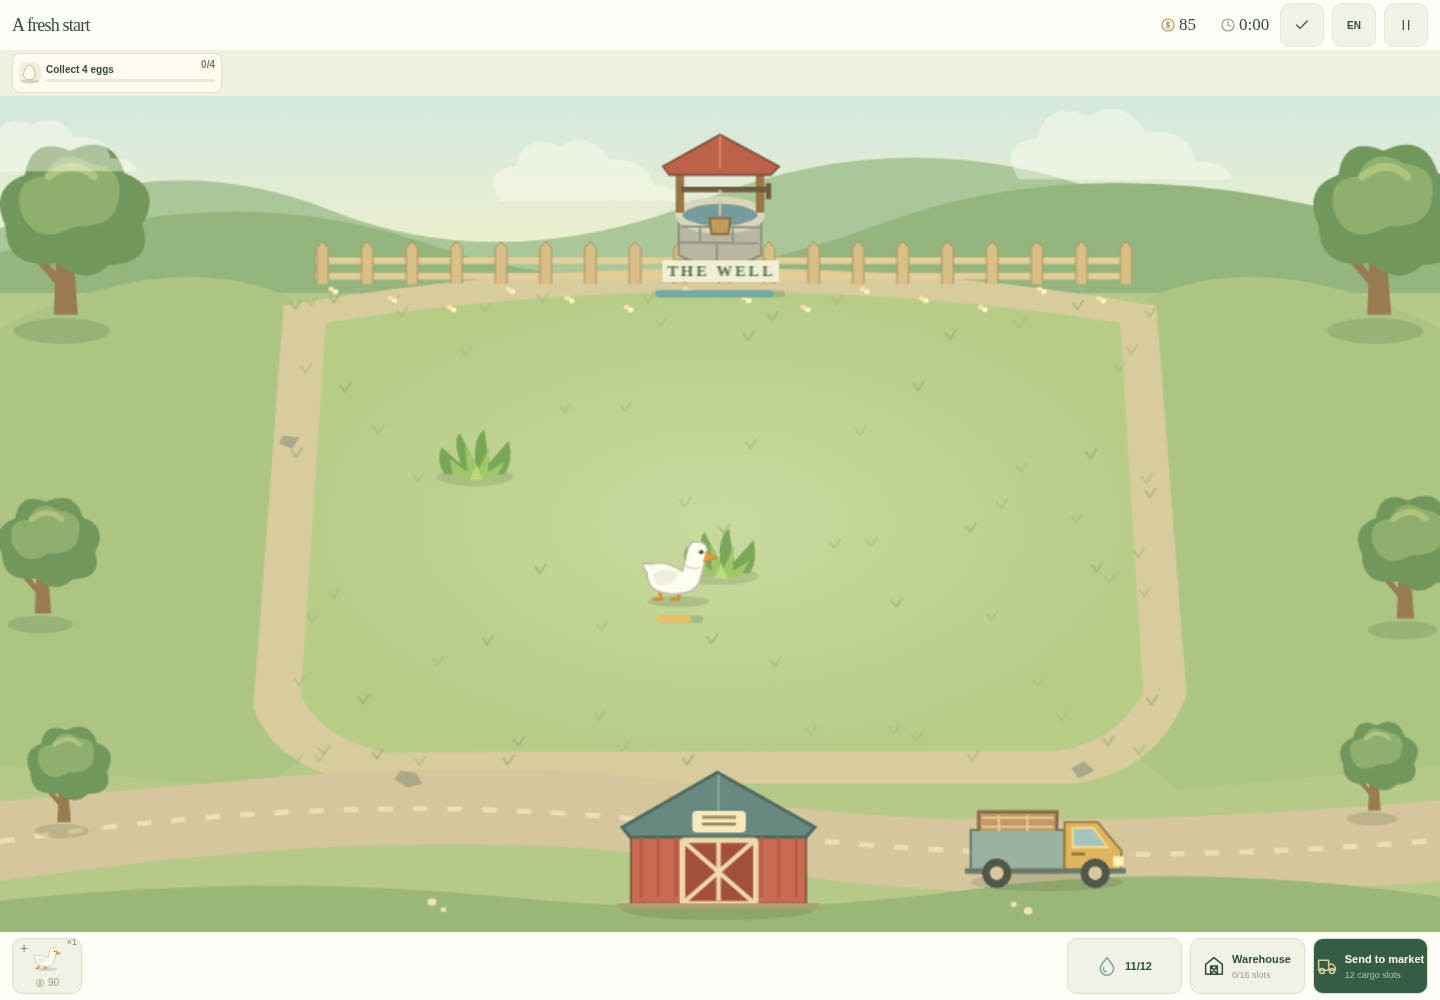 A fresh start
85
0:00
EN
Collect 4 eggs
0/4
THE WELL
×1
90
11/12
Warehouse
0/16 slots
Send to market
12 cargo slots